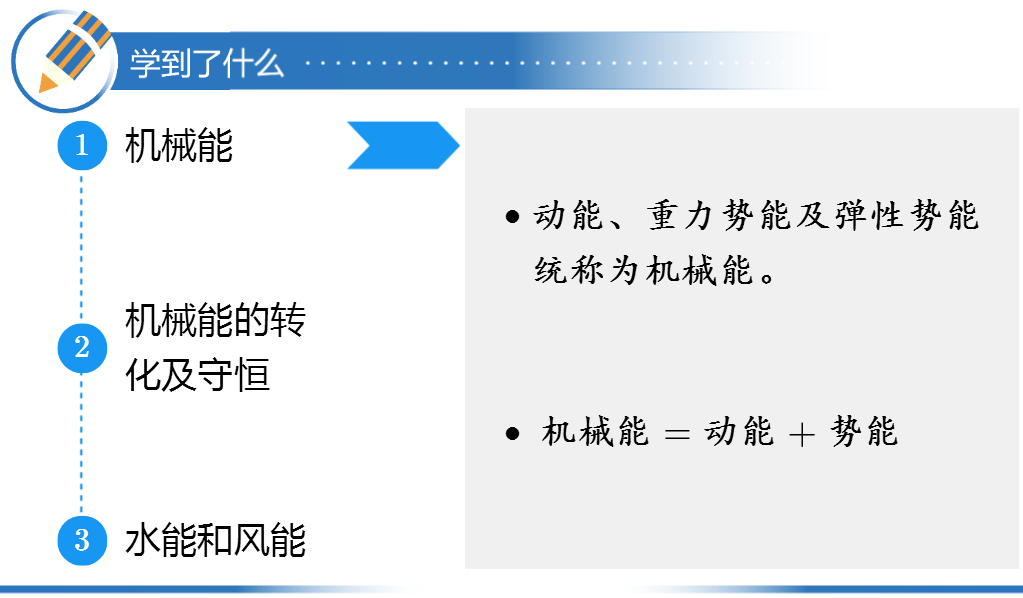 学到了什么
1 机械能
2 机械能的转
化及守恒
3 水能和风能
• 动能、重力势能及弹性势能
统称为机械能。
• 机械能 = 动能 + 势能